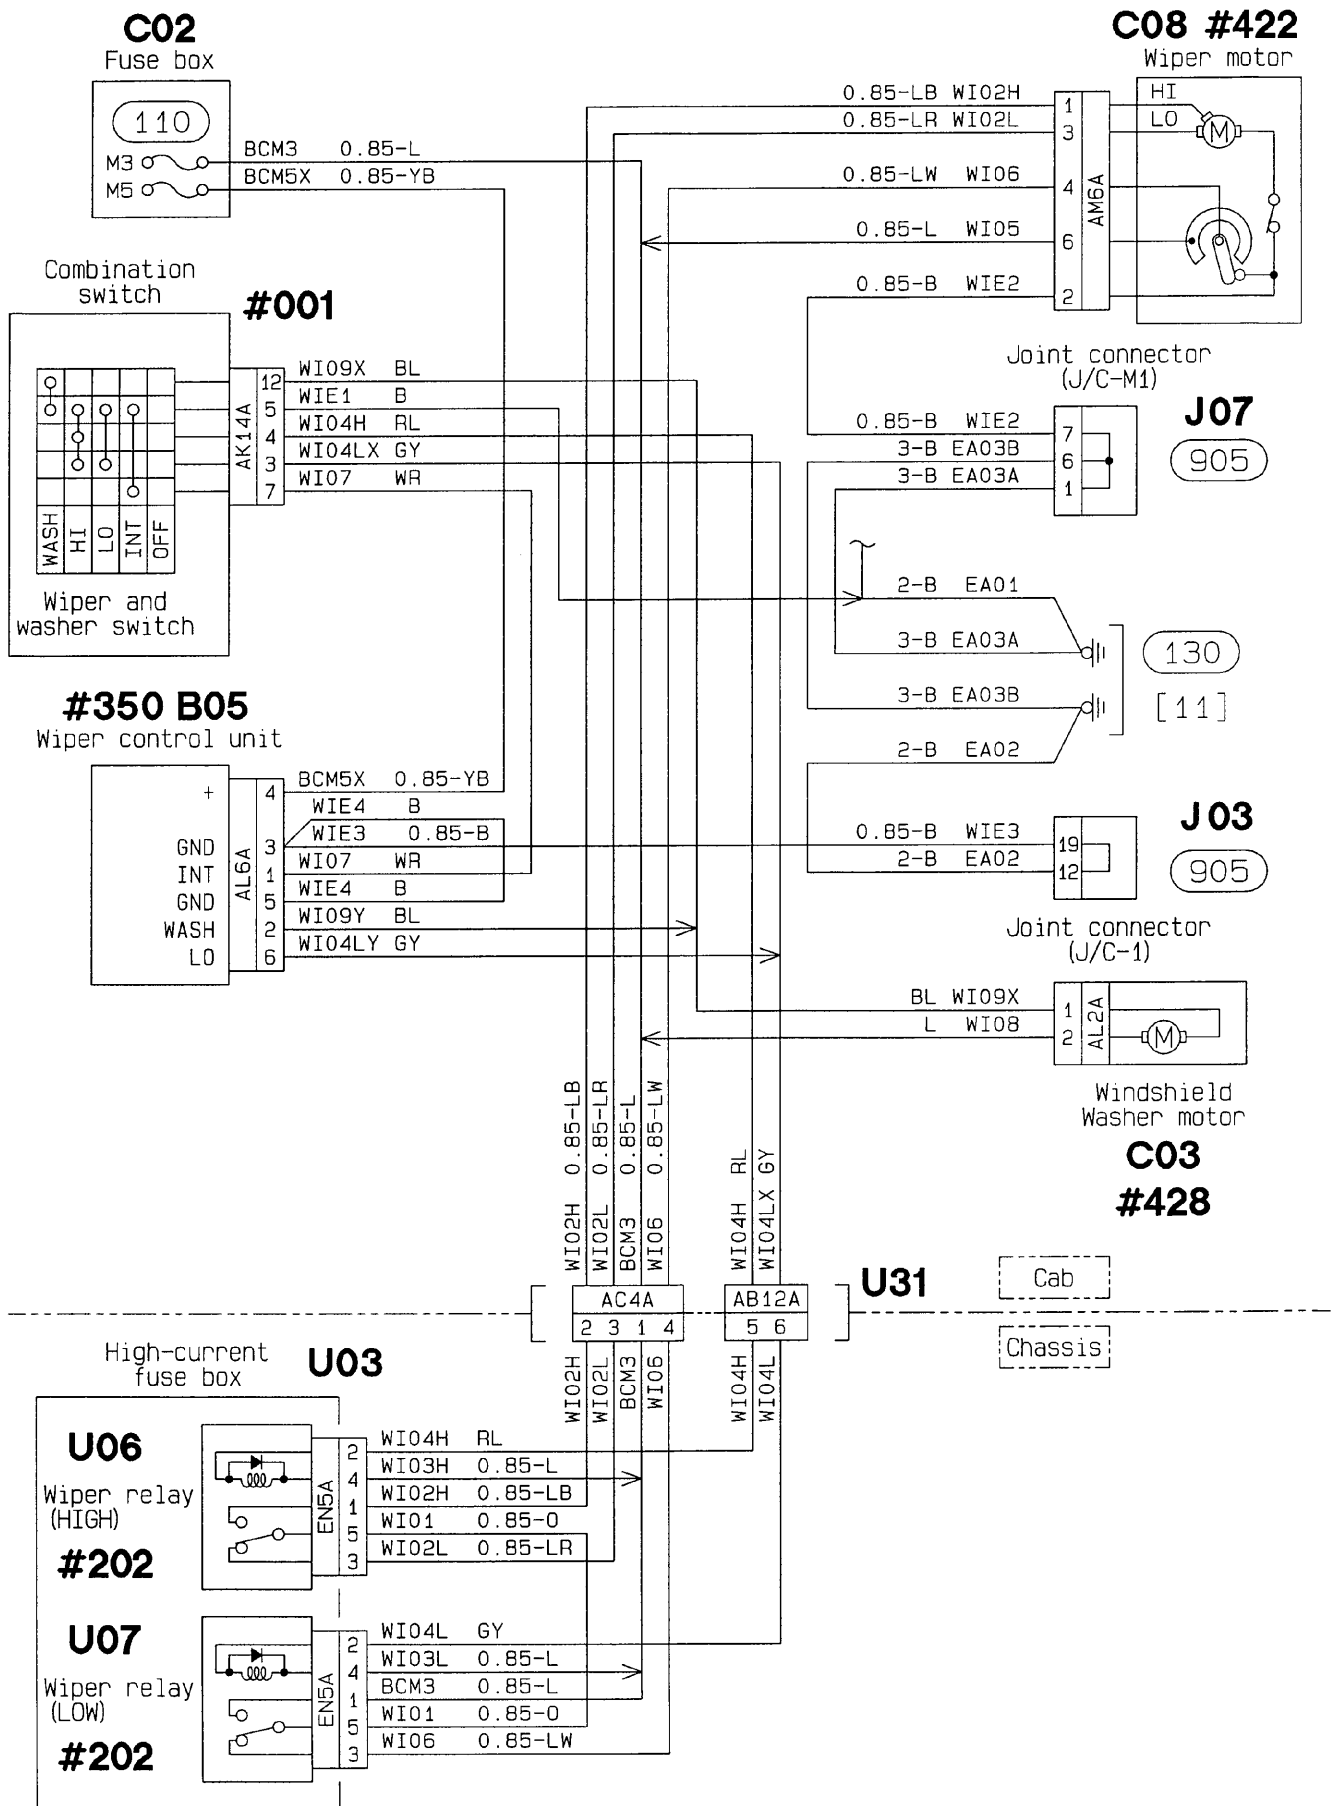 C02
Fuse box
110
M3
BCM3 0.85-L
M5
BCM5X 0.85-YB
C08 #422
Wiper motor
0.85-LB WI02H 1 HI
0.85-LR WI02L 3 LO
M
0.85-LW WI06 4
AM6A
0.85-L WI05 6
0.85-B WIE2 2
Combination
switch
#001
AK14A
WI09X BL 12
WIE1 B 5
WI04H RL 4
WI04LX GY 3
WI07 WR 7
WASH
HI
LO
INT
OFF
Wiper and
washer switch
Joint connector
(J/C-M1)
J07
905
0.85-B WIE2 7
3-B EA03B 6
3-B EA03A 1
2-B EA01
3-B EA03A
130
3-B EA03B
[11]
2-B EA02
#350 B05
Wiper control unit
AL6A
+ 4 BCM5X 0.85-YB
WIE4 B
GND 3 WIE3 0.85-B
INT 1 WI07 WR
GND 5 WIE4 B
WASH 2 WI09Y BL
LO 6 WI04LY GY
J03
905
0.85-B WIE3 19
2-B EA02 12
Joint connector
(J/C-1)
BL WI09X 1
L WI08 2
AL2A
M
Windshield
Washer motor
C03
#428
WI02H 0.85-LB
WI02L 0.85-LR
BCM3 0.85-L
WI06 0.85-LW
WI04H RL
WI04LX GY
AC4A
2 3 1 4
AB12A
5 6
U31
Cab
Chassis
WI02H
WI02L
BCM3
WI06
WI04H
WI04L
High-current
fuse box
U03
U06
Wiper relay
(HIGH)
#202
EN5A
2 WI04H RL
4 WI03H 0.85-L
1 WI02H 0.85-LB
5 WI01 0.85-O
3 WI02L 0.85-LR
U07
Wiper relay
(LOW)
#202
EN5A
2 WI04L GY
4 WI03L 0.85-L
1 BCM3 0.85-L
5 WI01 0.85-O
3 WI06 0.85-LW